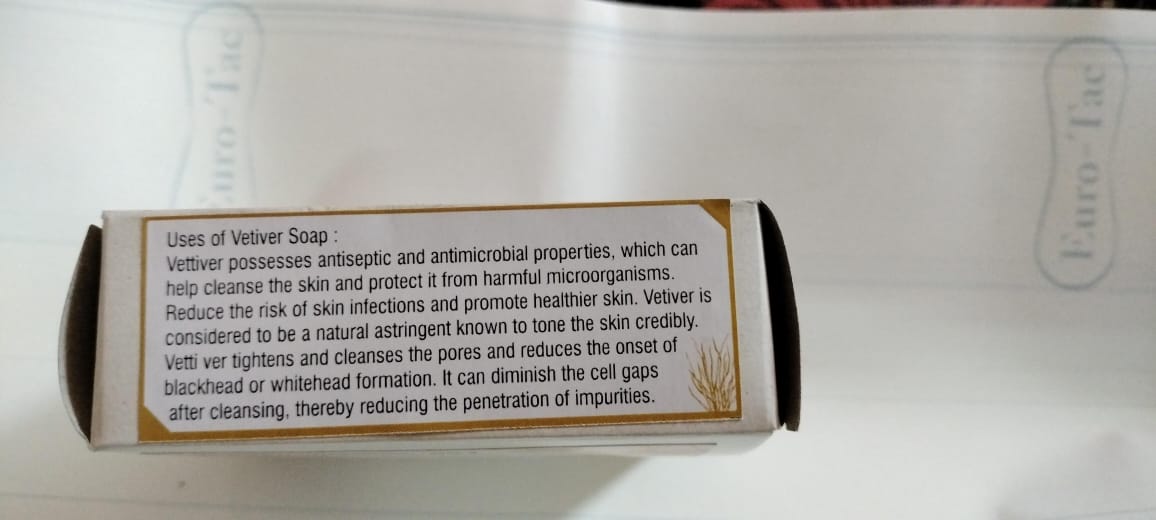 Uses of Vetiver Soap :
Vettiver possesses antiseptic and antimicrobial properties, which can
help cleanse the skin and protect it from harmful microorganisms.
Reduce the risk of skin infections and promote healthier skin. Vetiver is
considered to be a natural astringent known to tone the skin credibly.
Vetti ver tightens and cleanses the pores and reduces the onset of
blackhead or whitehead formation. It can diminish the cell gaps
after cleansing, thereby reducing the penetration of impurities.
Euro-Tac
Euro-Tac